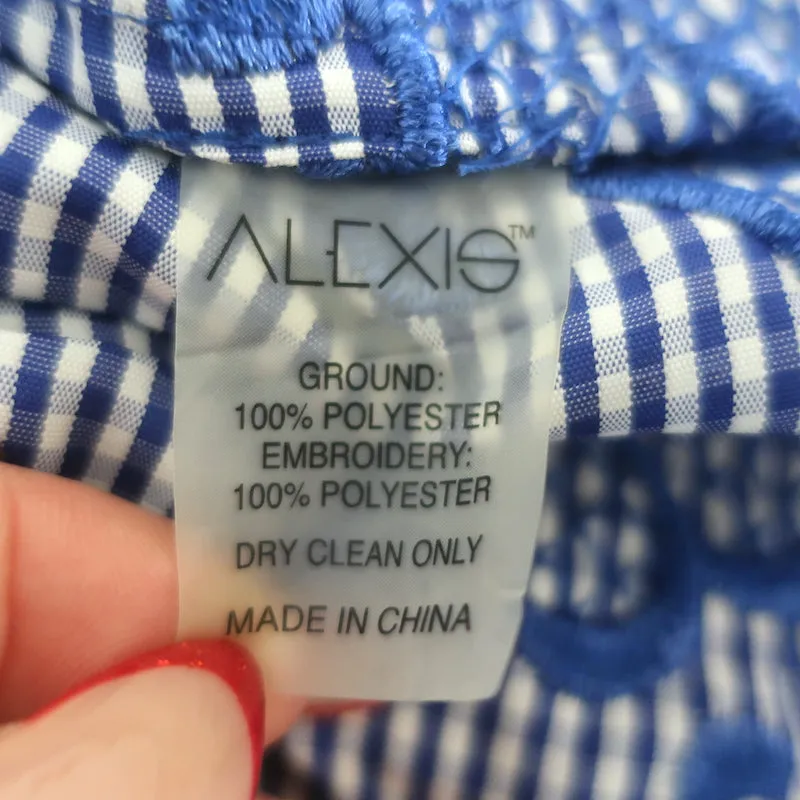 ALEXIS™
GROUND:
100% POLYESTER
EMBROIDERY:
100% POLYESTER
DRY CLEAN ONLY
MADE IN CHINA